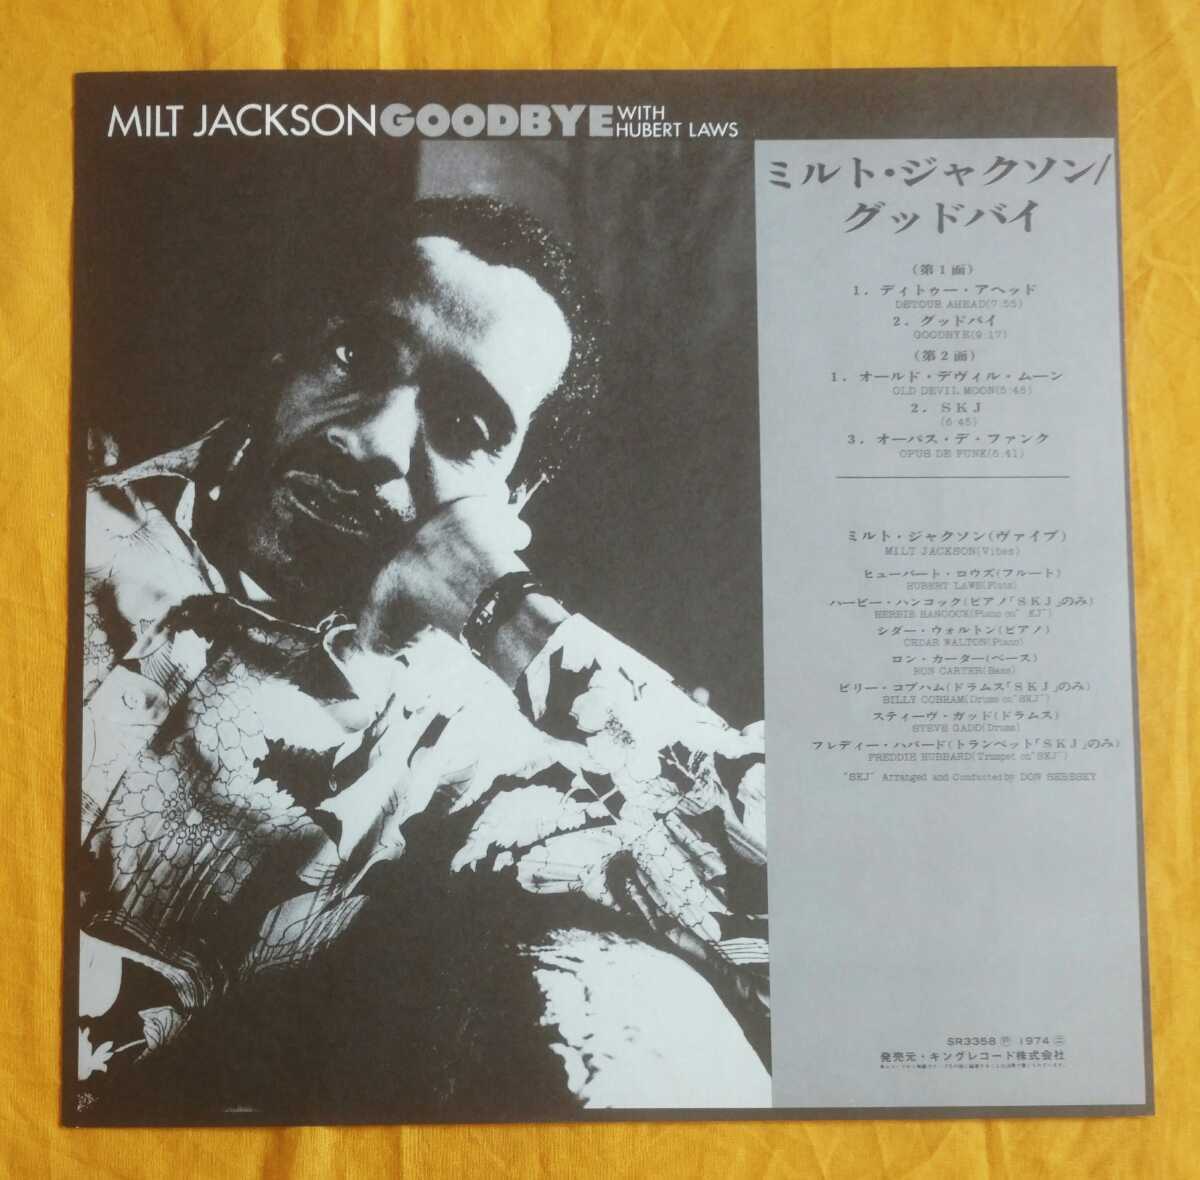 MILT JACKSON GOODBYE WITH HUBERT LAWS
ミルト・ジャクソン/
グッドバイ
(第1面)
1. ディトゥー・アヘッド
DETOUR AHEAD(7:55)
2. グッドバイ
GOODBYE(9:17)
(第2面)
1. オールド・デヴィル・ムーン
OLD DEVIL MOON(5:45)
2. SKJ
(6:45)
3. オーパス・デ・ファンク
OPUS DE FUNK(5:41)
ミルト・ジャクソン(ヴァイブ)
MILT JACKSON(Vibes)
ヒューバート・ロウズ(フルート)
HUBERT LAWS(Flute)
ハービー・ハンコック(ピアノ「SKJ」のみ)
HERBIE HANCOCK(Piano on" KJ")
シダー・ウォルトン(ピアノ)
CEDAR WALTON(Piano)
ロン・カーター(ベース)
RON CARTER(Bass)
ビリー・コブハム(ドラムス「SKJ」のみ)
BILLY COBHAM(Drums on"SKJ")
スティーヴ・ガッド(ドラムス)
STEVE GADD(Drums)
フレディー・ハバード(トランペット「SKJ」のみ)
FREDDIE HUBBARD(Trumpet on"SKJ")
"SKJ" Arranged and Conducted by DON SEBESKY
SR3358 Ⓟ 1974
発売元・キングレコード株式会社